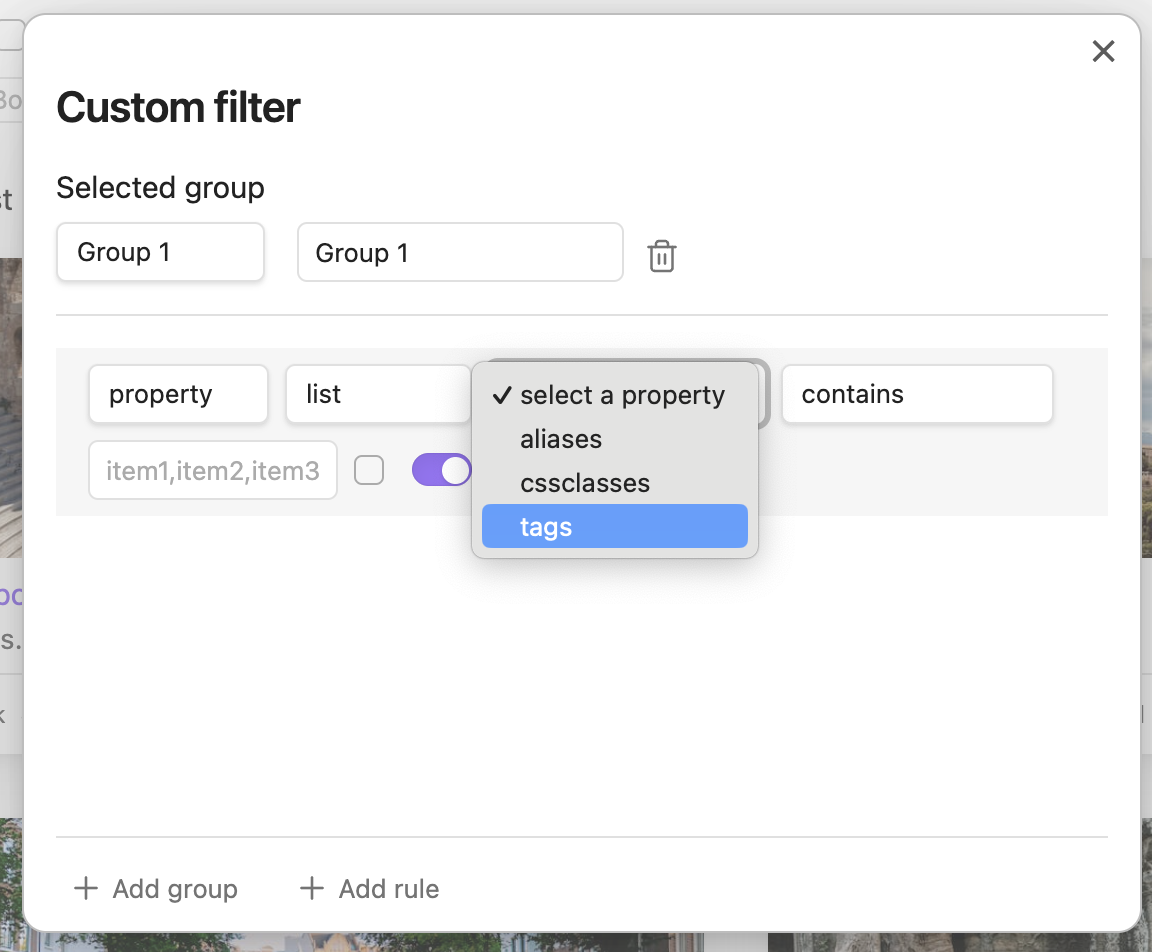 Custom filter
Selected group
Group 1
Group 1
property
list
select a property
contains
aliases
cssclasses
tags
item1,item2,item3
Add group
Add rule